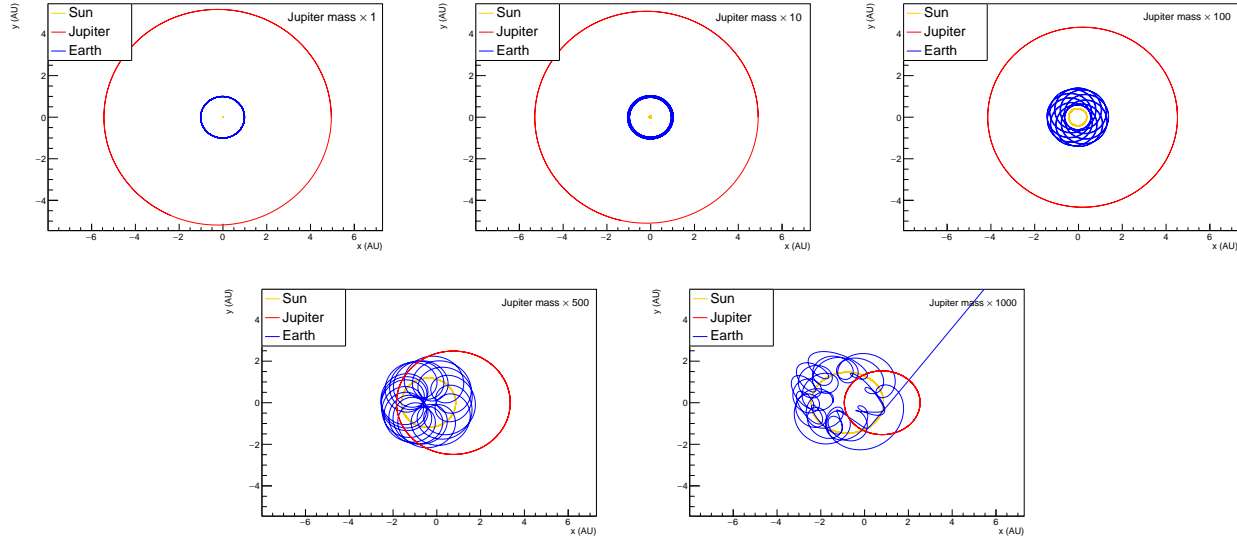 y (AU)
Sun
Jupiter
Earth
Jupiter mass × 1
4
2
0
−2
−4
−6 −4 −2 0 2 4 6
x (AU)
y (AU)
Sun
Jupiter
Earth
Jupiter mass × 10
4
2
0
−2
−4
−6 −4 −2 0 2 4 6
x (AU)
y (AU)
Sun
Jupiter
Earth
Jupiter mass × 100
4
2
0
−2
−4
−6 −4 −2 0 2 4 6
x (AU)
y (AU)
Sun
Jupiter
Earth
Jupiter mass × 500
4
2
0
−2
−4
−6 −4 −2 0 2 4 6
x (AU)
y (AU)
Sun
Jupiter
Earth
Jupiter mass × 1000
4
2
0
−2
−4
−6 −4 −2 0 2 4 6
x (AU)